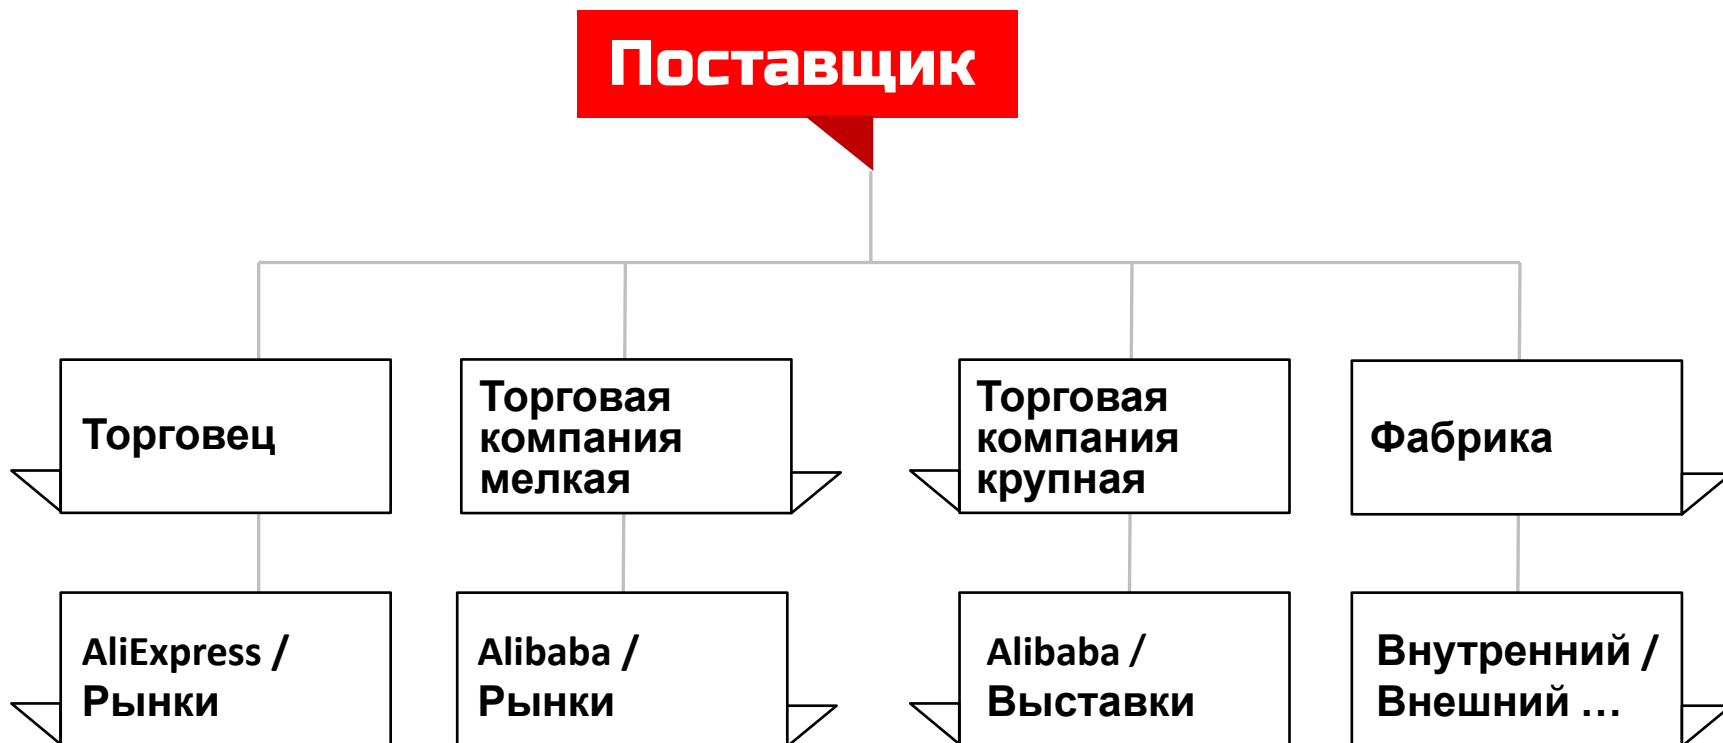 Поставщик
Торговец
Торговая
компания
мелкая
Торговая
компания
крупная
Фабрика
AliExpress /
Рынки
Alibaba /
Рынки
Alibaba /
Выставки
Внутренний /
Внешний ...